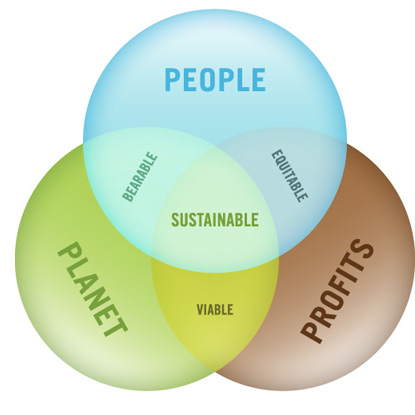 PEOPLE
BEARABLE
EQUITABLE
SUSTAINABLE
PLANET
VIABLE
PROFITS